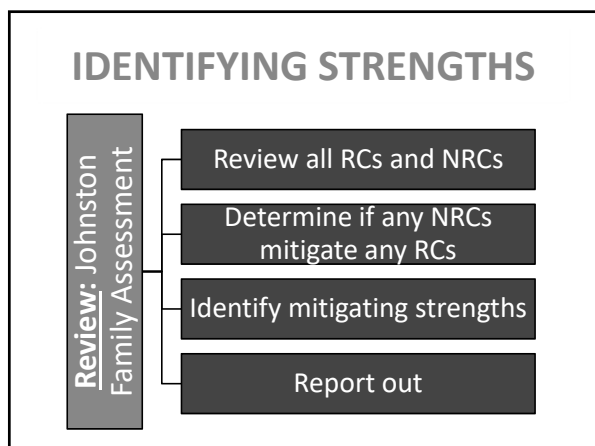 IDENTIFYING STRENGTHS
Review: Johnston
Family Assessment
Review all RCs and NRCs
Determine if any NRCs
mitigate any RCs
Identify mitigating strengths
Report out